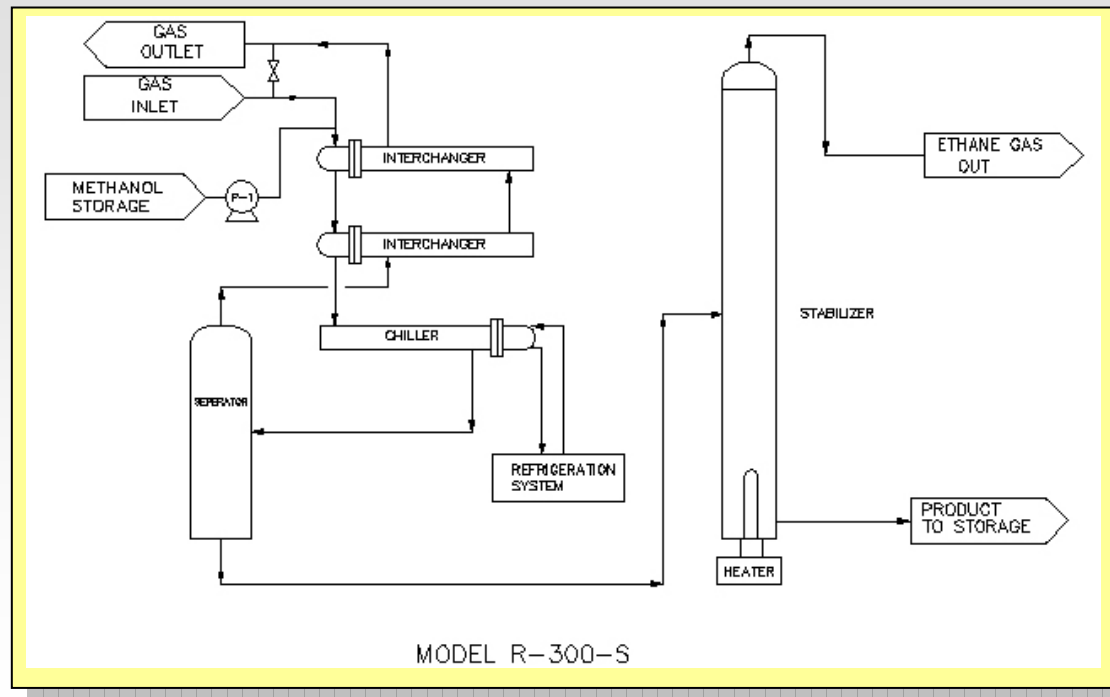 GAS
OUTLET
GAS
INLET
METHANOL
STORAGE
P-1
INTERCHANGER
INTERCHANGER
CHILLER
SEPERATOR
REFRIGERATION
SYSTEM
ETHANE GAS
OUT
STABILIZER
PRODUCT
TO STORAGE
HEATER
MODEL R-300-S